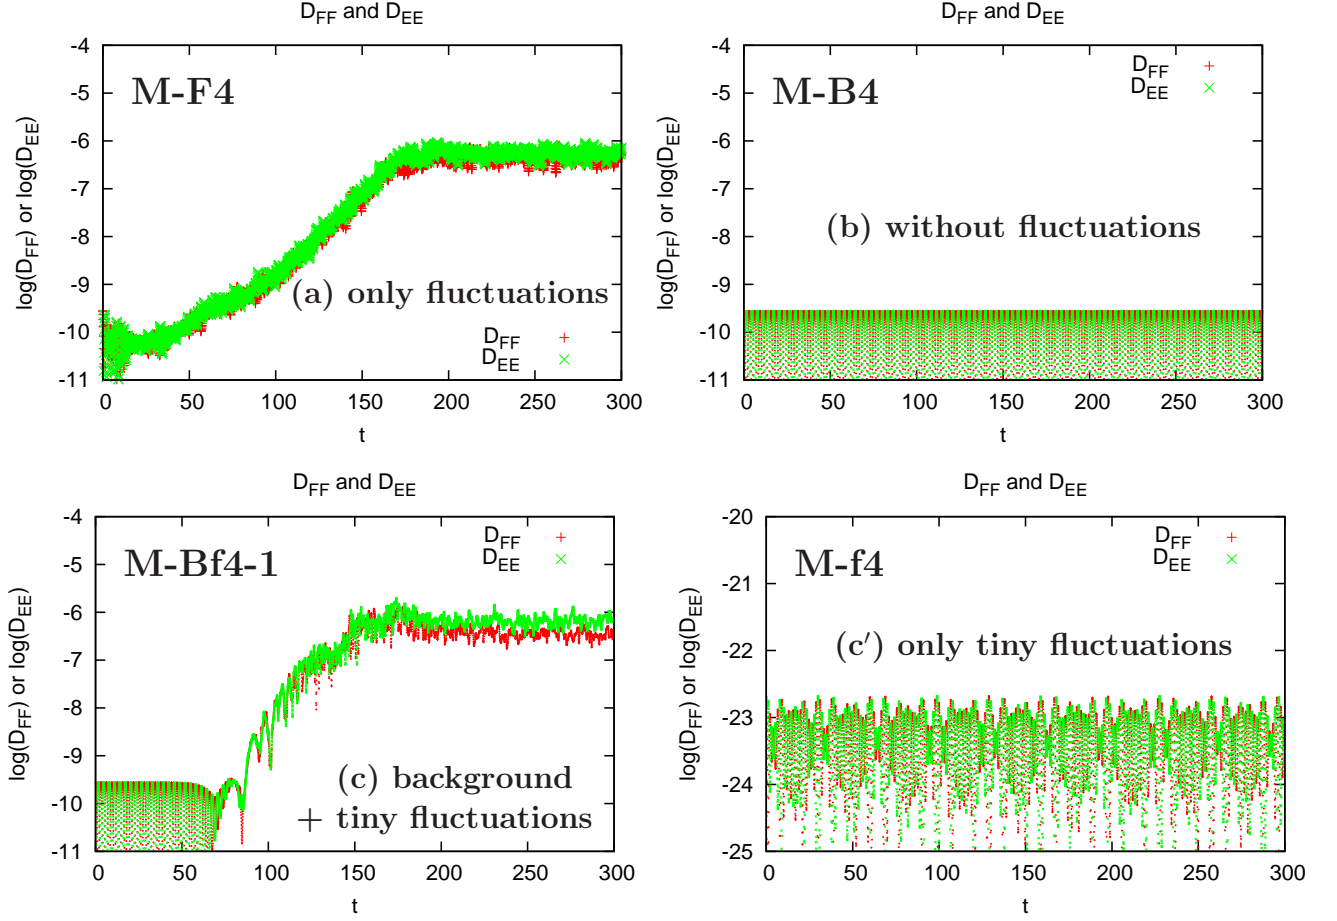 D_FF and D_EE
-4
-5
-6
-7
-8
-9
-10
-11
log(D_FF) or log(D_EE)
M-F4
(a) only fluctuations
D_FF
D_EE
0 50 100 150 200 250 300
t
D_FF and D_EE
-4
-5
-6
-7
-8
-9
-10
-11
log(D_FF) or log(D_EE)
M-B4
D_FF
D_EE
(b) without fluctuations
0 50 100 150 200 250 300
t
D_FF and D_EE
-4
-5
-6
-7
-8
-9
-10
-11
log(D_FF) or log(D_EE)
M-Bf4-1
D_FF
D_EE
(c) background
+ tiny fluctuations
0 50 100 150 200 250 300
t
D_FF and D_EE
-20
-21
-22
-23
-24
-25
log(D_FF) or log(D_EE)
M-f4
D_FF
D_EE
(c′) only tiny fluctuations
0 50 100 150 200 250 300
t